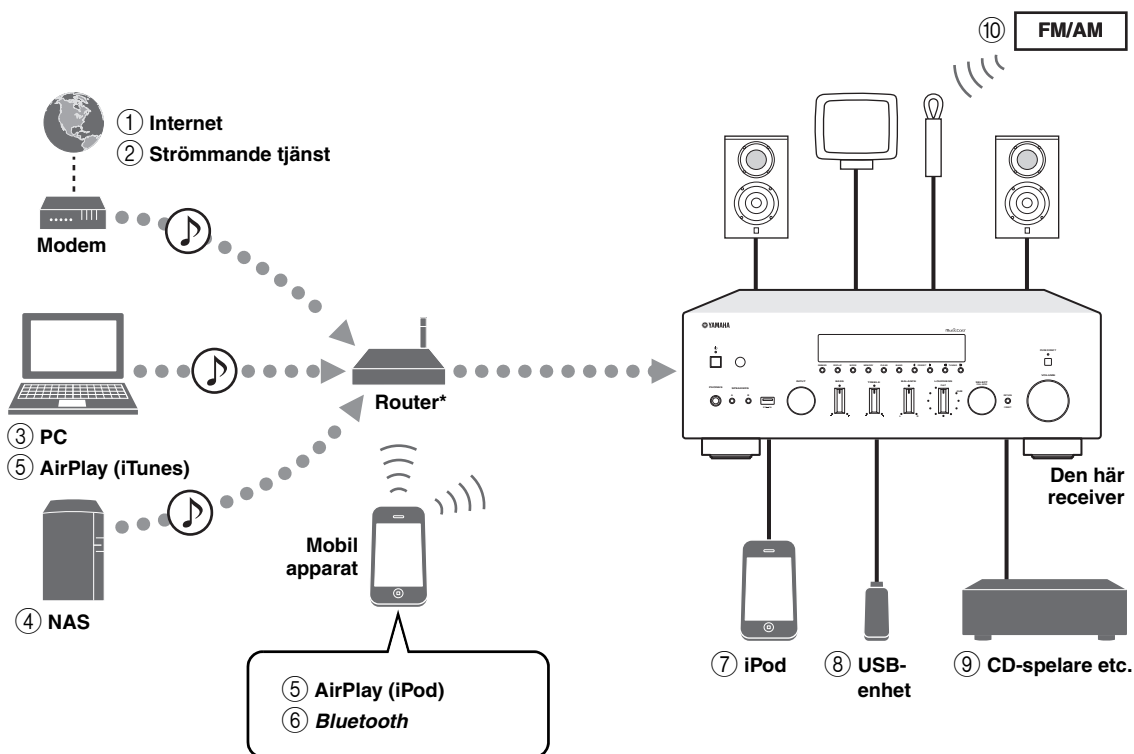 ⑩ FM/AM
① Internet
② Strömmande tjänst
Modem
③ PC
⑤ AirPlay (iTunes)
④ NAS
Router*
Mobil
apparat
⑤ AirPlay (iPod)
⑥ Bluetooth
YAMAHA
MusicCast
Den här
receiver
⑦ iPod
⑧ USB-
enhet
⑨ CD-spelare etc.